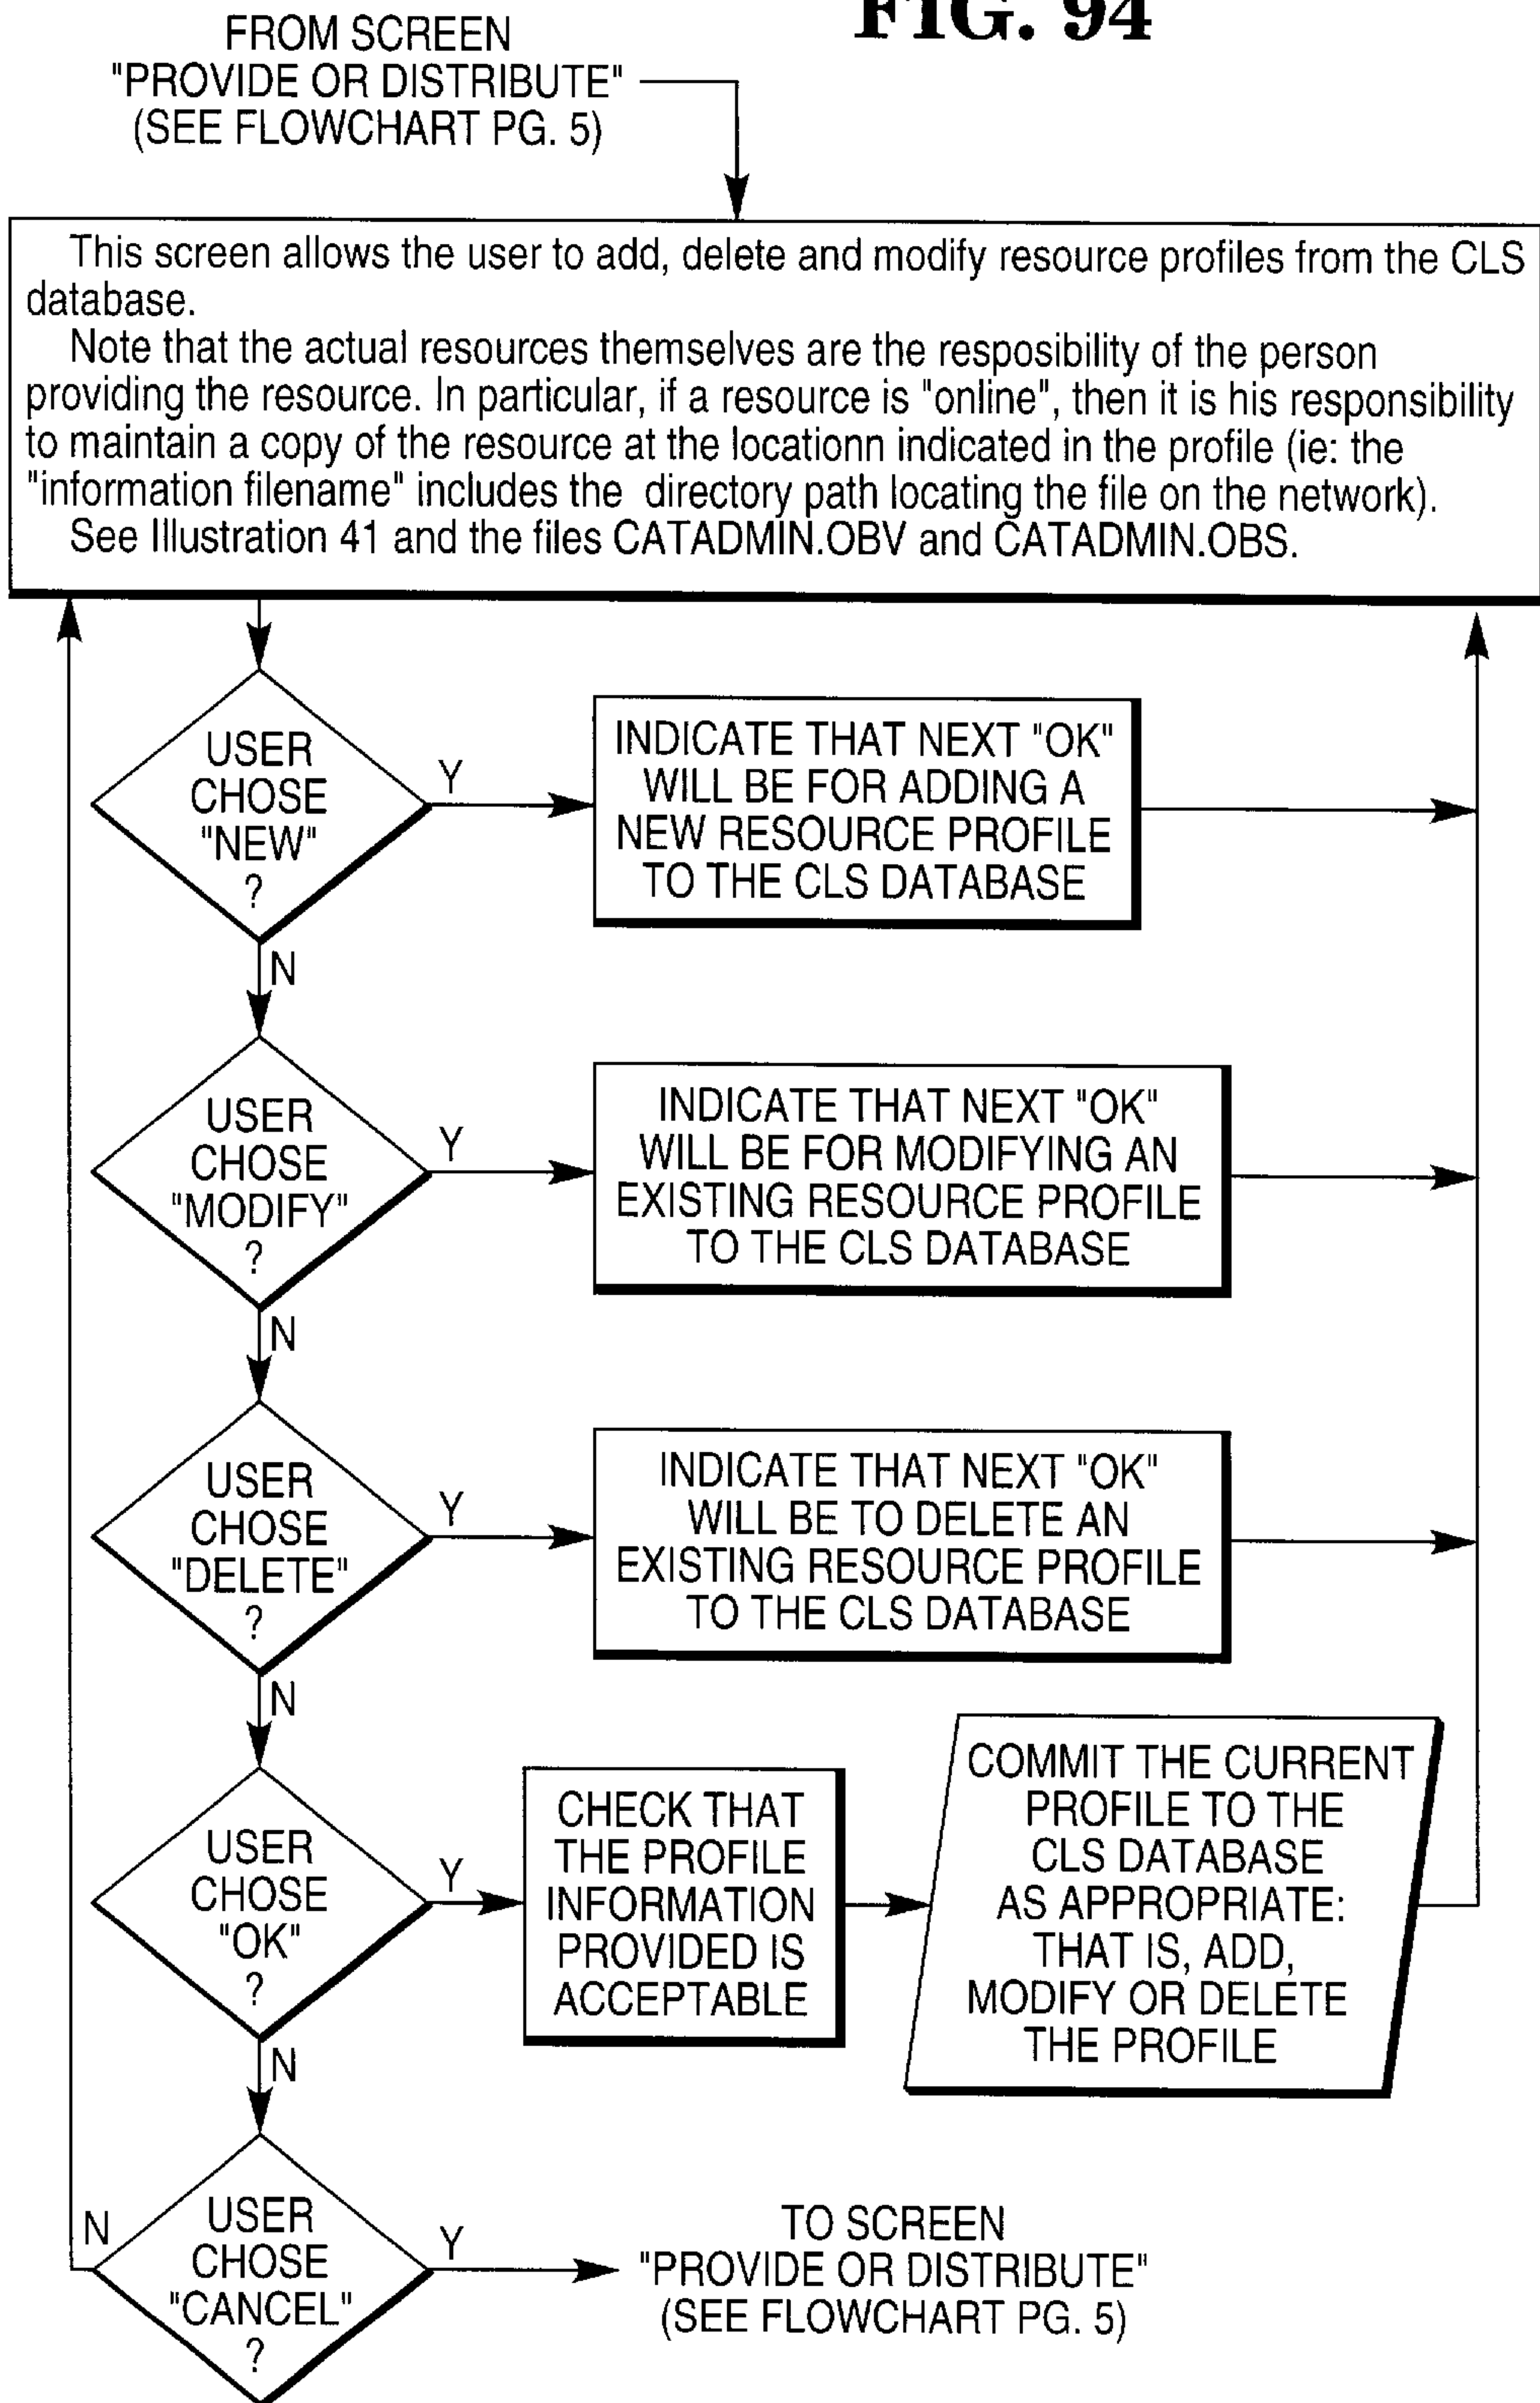 FIG. 94
FROM SCREEN
"PROVIDE OR DISTRIBUTE"
(SEE FLOWCHART PG. 5)
This screen allows the user to add, delete and modify resource profiles from the CLS
database.
Note that the actual resources themselves are the resposibility of the person
providing the resource. In particular, if a resource is "online", then it is his responsibility
to maintain a copy of the resource at the locationn indicated in the profile (ie: the
"information filename" includes the directory path locating the file on the network).
See Illustration 41 and the files CATADMIN.OBV and CATADMIN.OBS.
USER
CHOSE
"NEW"
?
Y
INDICATE THAT NEXT "OK"
WILL BE FOR ADDING A
NEW RESOURCE PROFILE
TO THE CLS DATABASE
N
USER
CHOSE
"MODIFY"
?
Y
INDICATE THAT NEXT "OK"
WILL BE FOR MODIFYING AN
EXISTING RESOURCE PROFILE
TO THE CLS DATABASE
N
USER
CHOSE
"DELETE"
?
Y
INDICATE THAT NEXT "OK"
WILL BE TO DELETE AN
EXISTING RESOURCE PROFILE
TO THE CLS DATABASE
N
USER
CHOSE
"OK"
?
Y
CHECK THAT
THE PROFILE
INFORMATION
PROVIDED IS
ACCEPTABLE
COMMIT THE CURRENT
PROFILE TO THE
CLS DATABASE
AS APPROPRIATE:
THAT IS, ADD,
MODIFY OR DELETE
THE PROFILE
N
USER
CHOSE
"CANCEL"
?
N
Y
TO SCREEN
"PROVIDE OR DISTRIBUTE"
(SEE FLOWCHART PG. 5)